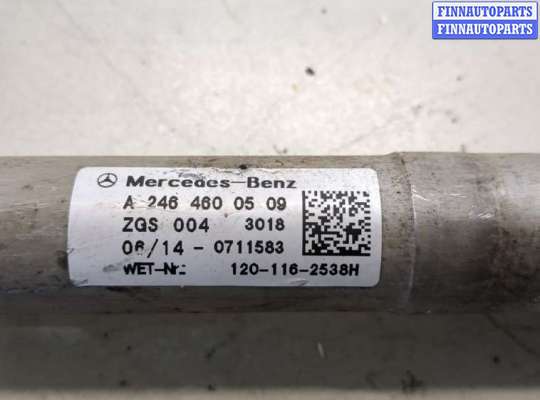 FINNAUTOPARTS
FINNAUTOPARTS
Mercedes-Benz
A 246 460 05 09
ZGS 004 3018
06/14 - 0711583
WET-Nr.: 120-116-2538H